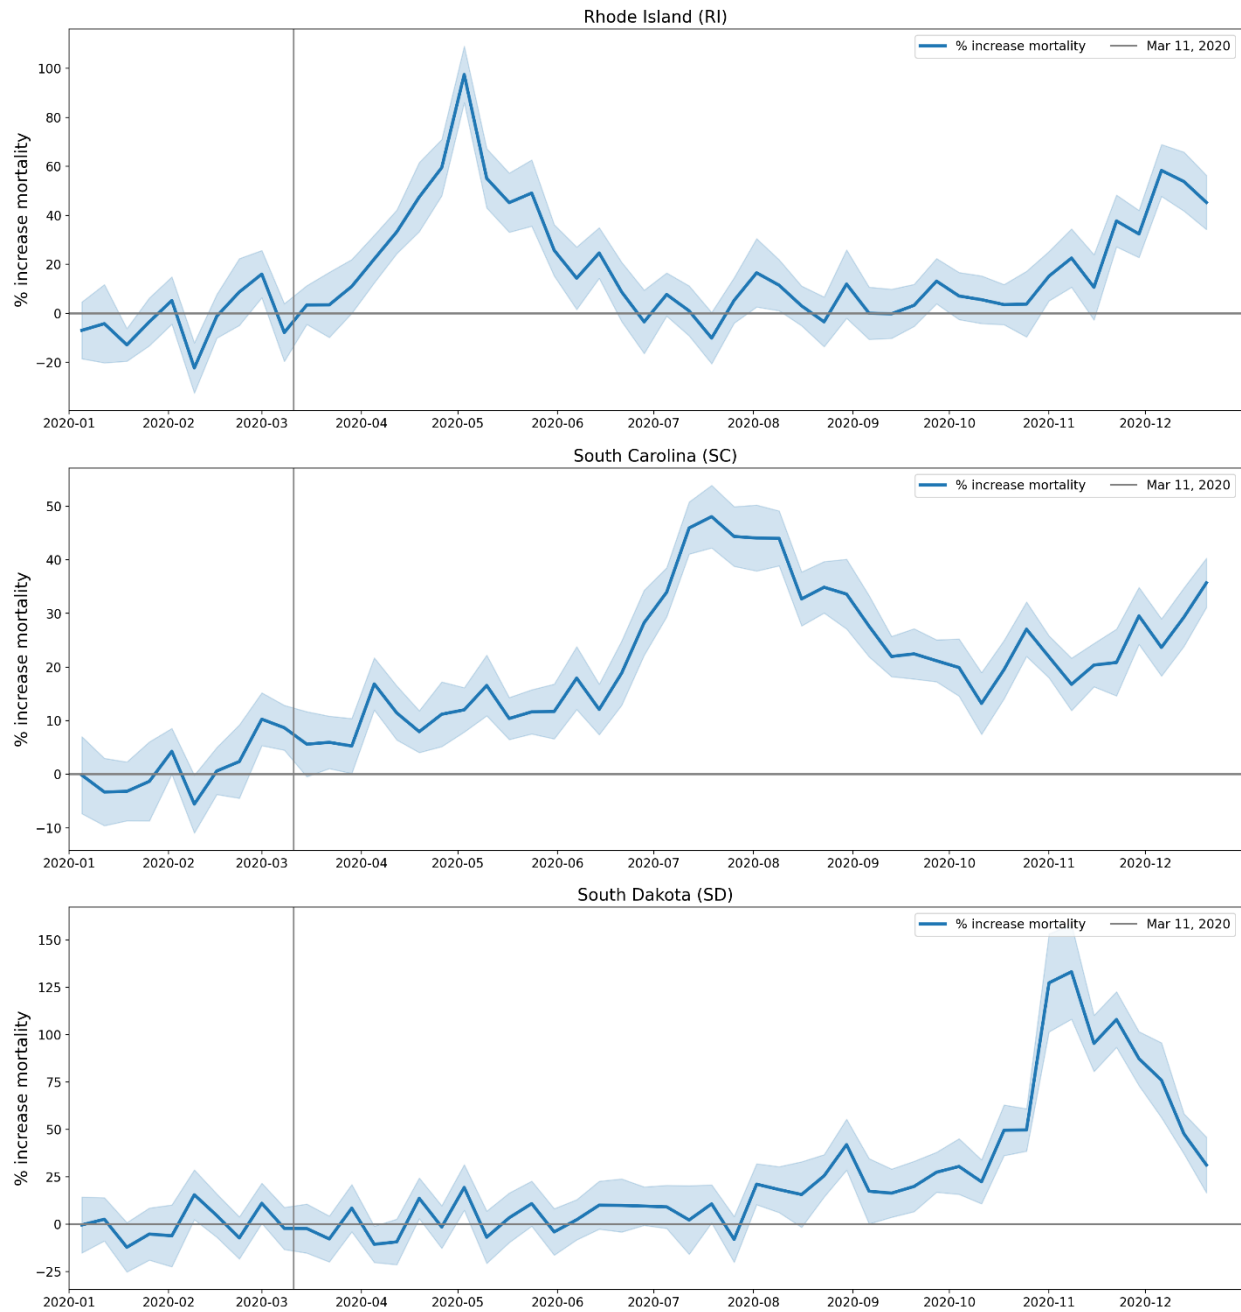 Rhode Island (RI)
% increase mortality
Mar 11, 2020
% increase mortality
100
80
60
40
20
0
−20
2020-01 2020-02 2020-03 2020-04 2020-05 2020-06 2020-07 2020-08 2020-09 2020-10 2020-11 2020-12
South Carolina (SC)
% increase mortality
Mar 11, 2020
% increase mortality
50
40
30
20
10
0
−10
2020-01 2020-02 2020-03 2020-04 2020-05 2020-06 2020-07 2020-08 2020-09 2020-10 2020-11 2020-12
South Dakota (SD)
% increase mortality
Mar 11, 2020
% increase mortality
150
125
100
75
50
25
0
−25
2020-01 2020-02 2020-03 2020-04 2020-05 2020-06 2020-07 2020-08 2020-09 2020-10 2020-11 2020-12